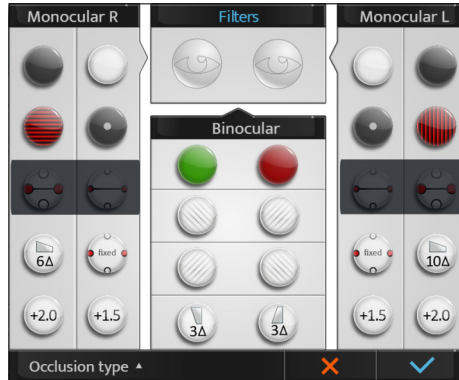 Monocular R
Filters
Monocular L
Binocular
6Δ
fixed
fixed
10Δ
+2.0
+1.5
3Δ
3Δ
+1.5
+2.0
Occlusion type